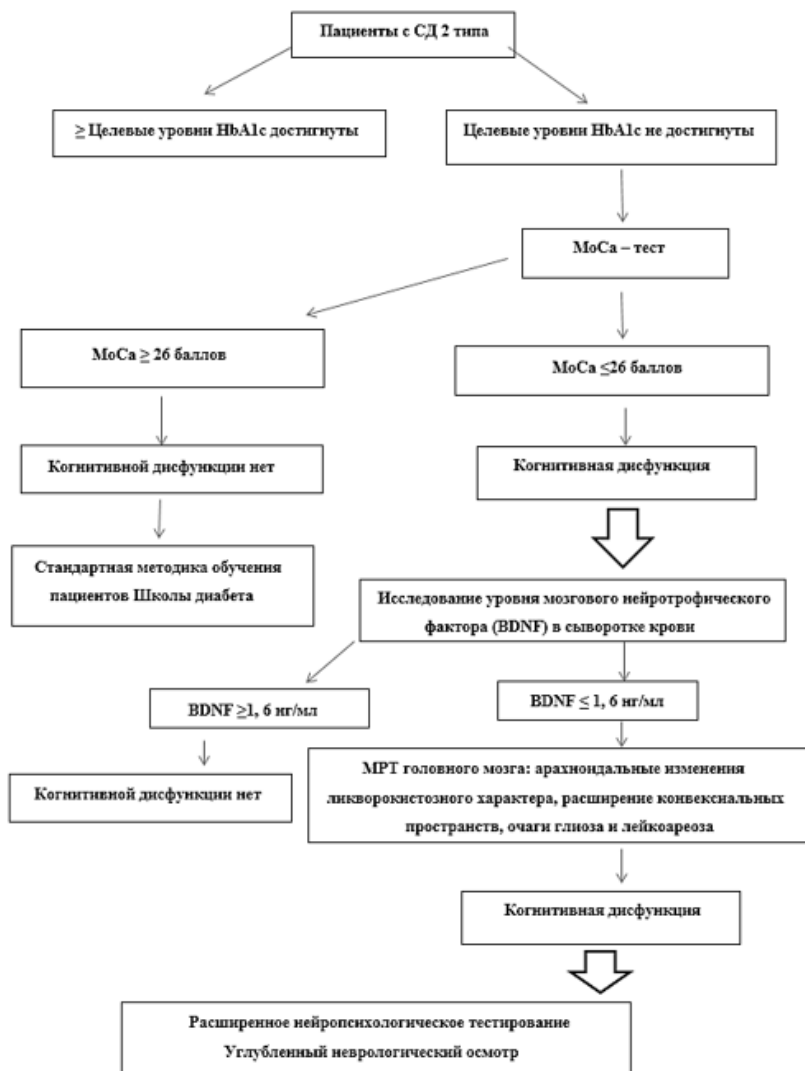 Пациенты с СД 2 типа
≥ Целевые уровни HbA1c достигнуты
Целевые уровни HbA1c не достигнуты
МоСа – тест
МоСа ≥ 26 баллов
МоСа ≤26 баллов
Когнитивной дисфункции нет
Когнитивная дисфункция
Стандартная методика обучения
пациентов Школы диабета
Исследование уровня мозгового нейротрофического
фактора (BDNF) в сыворотке крови
BDNF ≥1, 6 нг/мл
BDNF ≤ 1, 6 нг/мл
Когнитивной дисфункции нет
МРТ головного мозга: арахноидальные изменения
ликворокистозного характера, расширение конвексиальных
пространств, очаги глиоза и лейкоареоза
Когнитивная дисфункция
Расширенное нейропсихологическое тестирование
Углубленный неврологический осмотр